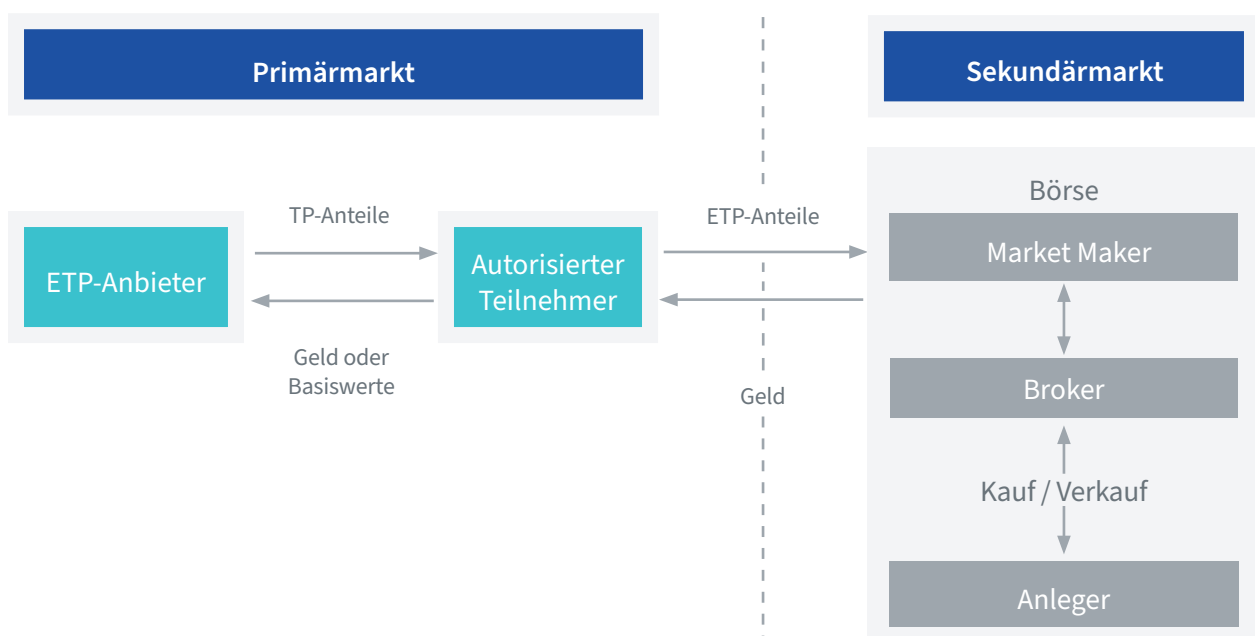 Primärmarkt
Sekundärmarkt
TP-Anteile
ETP-Anbieter
Autorisierter
Teilnehmer
Geld oder
Basiswerte
ETP-Anteile
Geld
Börse
Market Maker
Broker
Kauf / Verkauf
Anleger